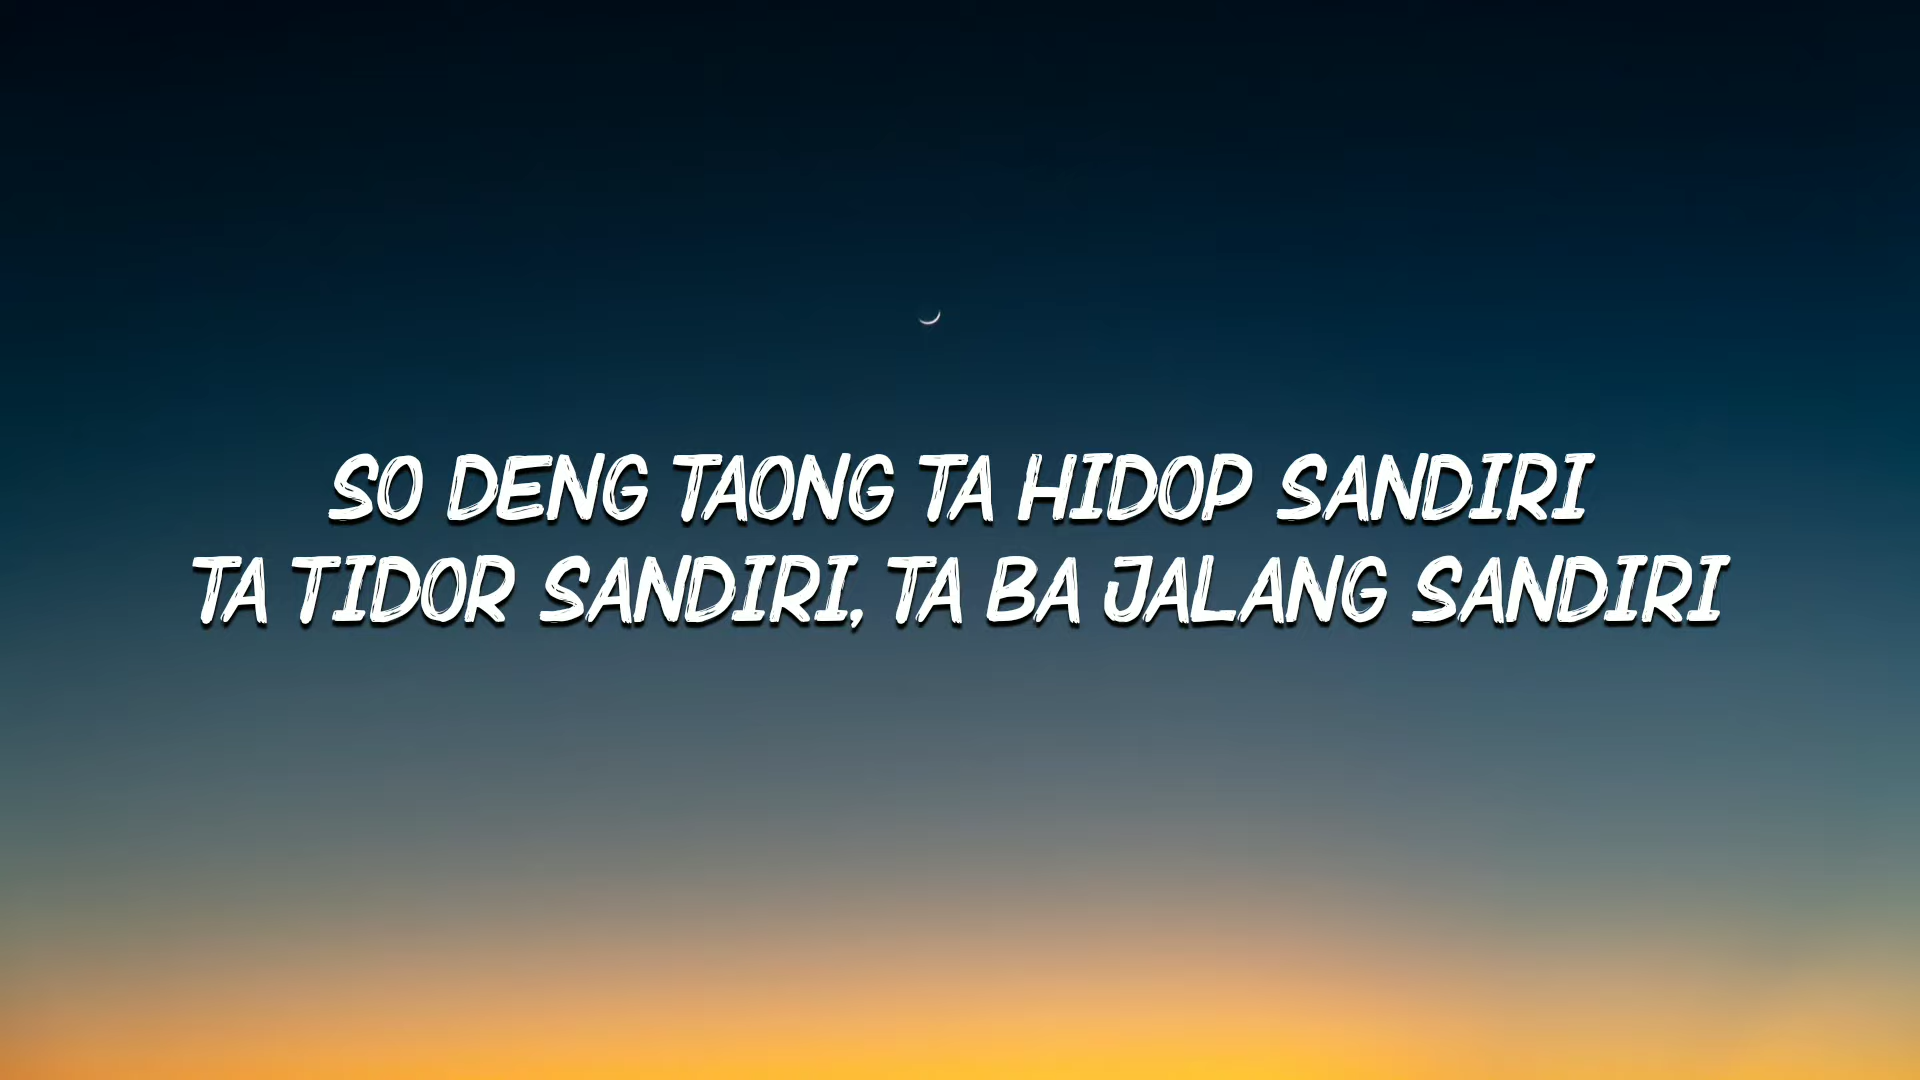 SO DENG TAONG TA HIDOP SANDIRI
TA TIDOR SANDIRI, TA BA JALANG SANDIRI